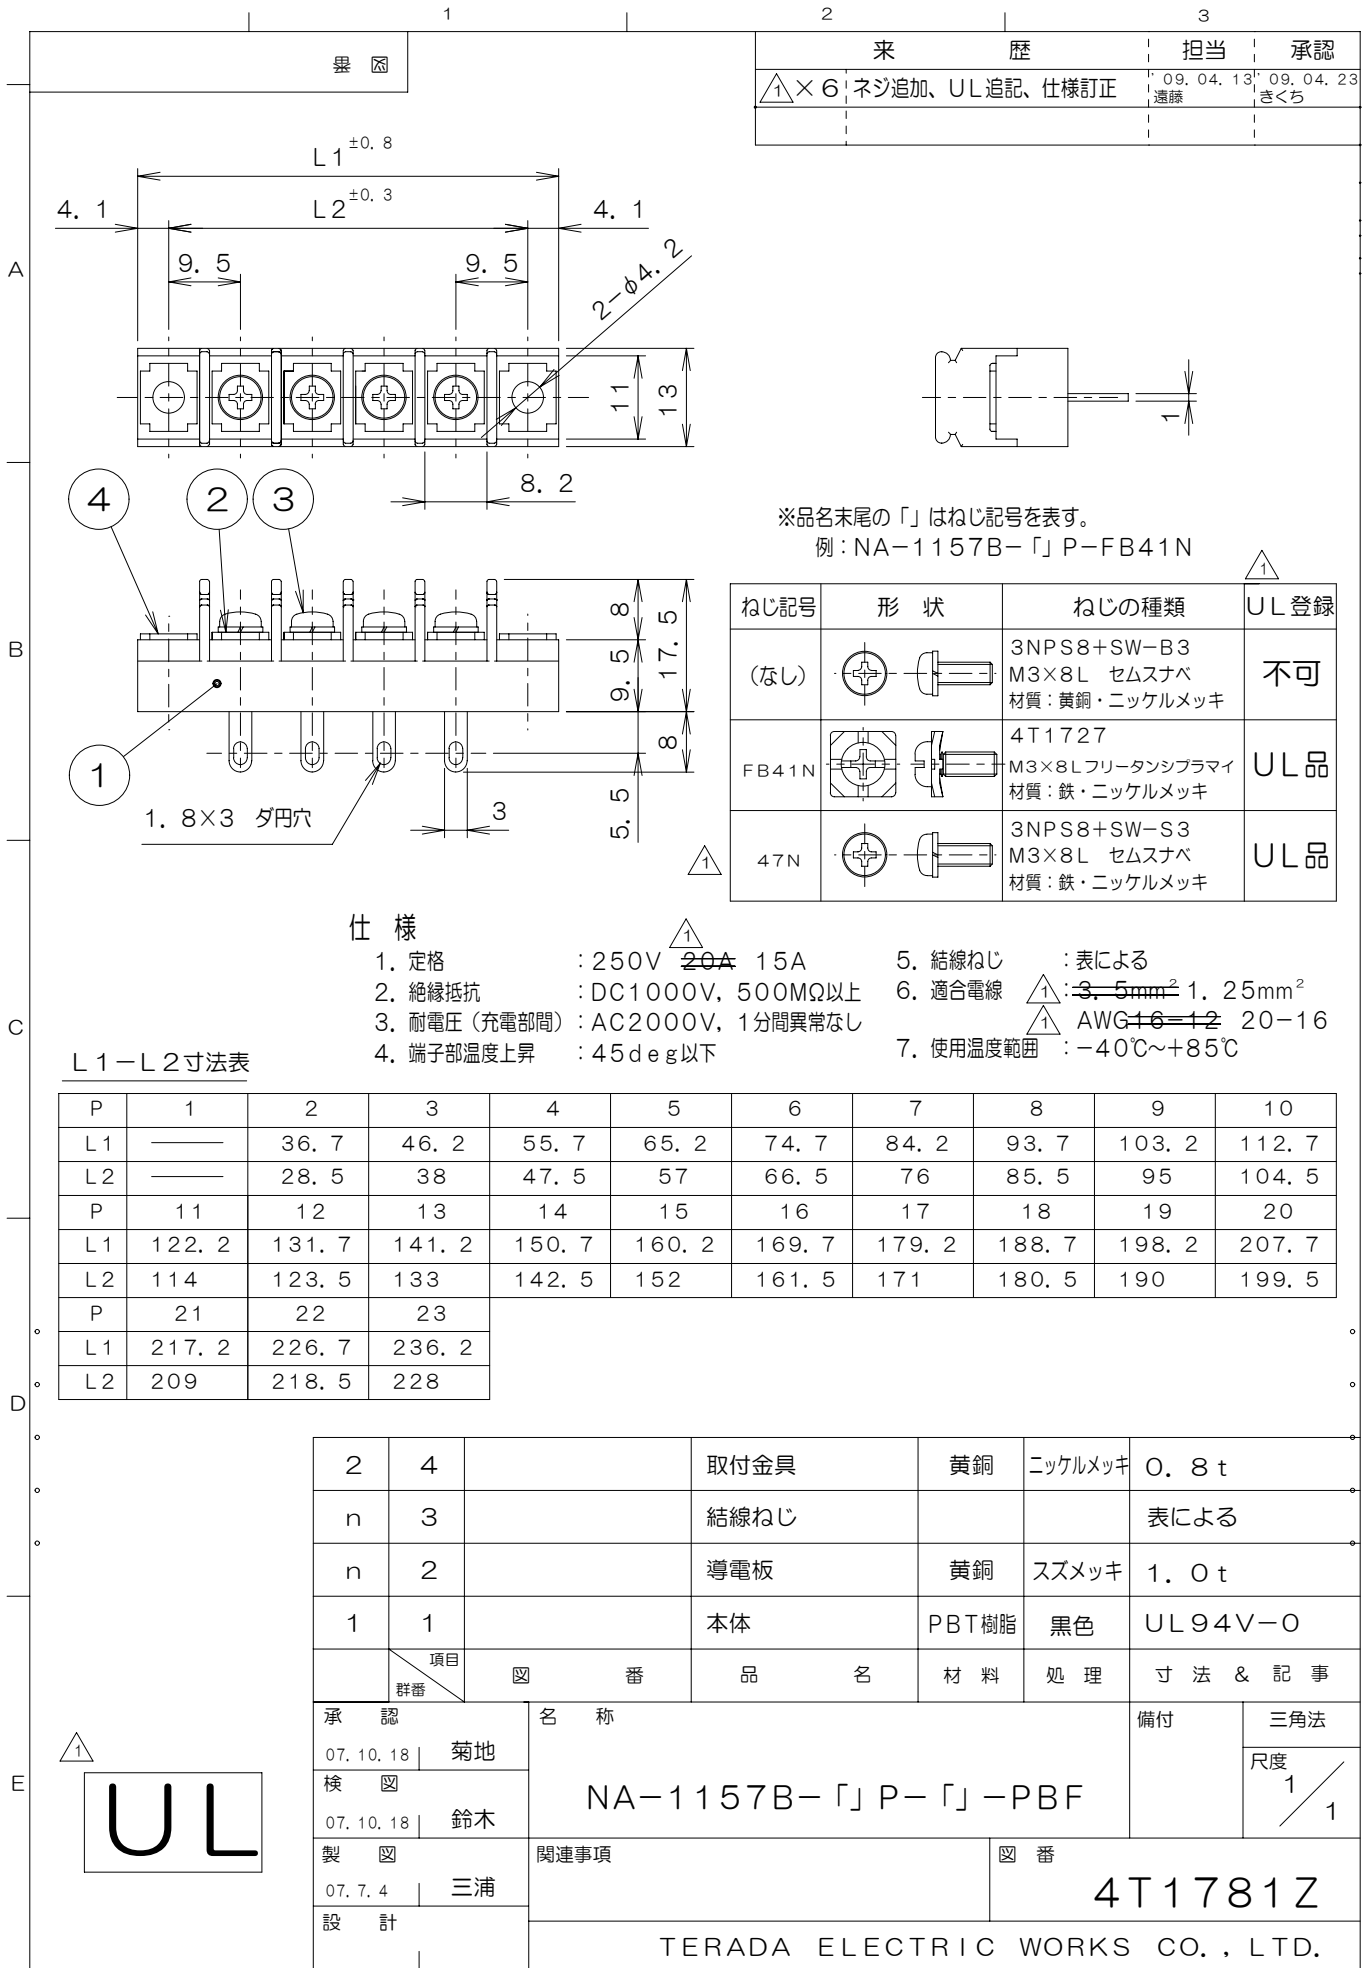 1 2 3
図番
来 歴 担当 承認
1 ×6 ネジ追加、UL追記、仕様訂正 '09.04.13 遠藤 '09.04.23 きくち
L1±0.8
L2±0.3
4.1 4.1
9.5 9.5
2-φ4.2
11 13
8.2
1
A
B
C
D
E
4 2 3
1
8
9.5
17.5
8
5.5
3
1.8×3 ダ円穴
※品名末尾の「」はねじ記号を表す。
例：NA-1157B-「」P-FB41N
1
ねじ記号 形 状 ねじの種類 UL登録
(なし) 3NPS8+SW-B3
M3×8L セムスナベ
材質：黄銅・ニッケルメッキ
不可
FB41N 4T1727
M3×8Lフリータンシプラマイ
材質：鉄・ニッケルメッキ
UL品
1
47N 3NPS8+SW-S3
M3×8L セムスナベ
材質：鉄・ニッケルメッキ
UL品
仕 様
1
1. 定格 ：250V 20A 15A
2. 絶縁抵抗 ：DC1000V, 500MΩ以上
3. 耐電圧（充電部間）：AC2000V, 1分間異常なし
4. 端子部温度上昇 ：45deg以下
5. 結線ねじ ：表による
6. 適合電線 1 ：3.5mm² 1.25mm²
1 AWG16-12 20-16
7. 使用温度範囲 ：-40℃～+85℃
L1-L2寸法表
P 1 2 3 4 5 6 7 8 9 10
L1 ― 36.7 46.2 55.7 65.2 74.7 84.2 93.7 103.2 112.7
L2 ― 28.5 38 47.5 57 66.5 76 85.5 95 104.5
P 11 12 13 14 15 16 17 18 19 20
L1 122.2 131.7 141.2 150.7 160.2 169.7 179.2 188.7 198.2 207.7
L2 114 123.5 133 142.5 152 161.5 171 180.5 190 199.5
P 21 22 23
L1 217.2 226.7 236.2
L2 209 218.5 228
2 4 取付金具 黄銅 ニッケルメッキ 0.8t
n 3 結線ねじ 表による
n 2 導電板 黄銅 スズメッキ 1.0t
1 1 本体 PBT樹脂 黒色 UL94V-0
項目 群番 図 番 品 名 材 料 処 理 寸 法 & 記 事
承 認
07.10.18 菊地
検 図
07.10.18 鈴木
製 図
07.7.4 三浦
設 計
名 称
NA-1157B-「」P-「」-PBF
備付
三角法
尺度
1/1
関連事項
図 番
4T1781Z
TERADA ELECTRIC WORKS CO., LTD.
1
UL